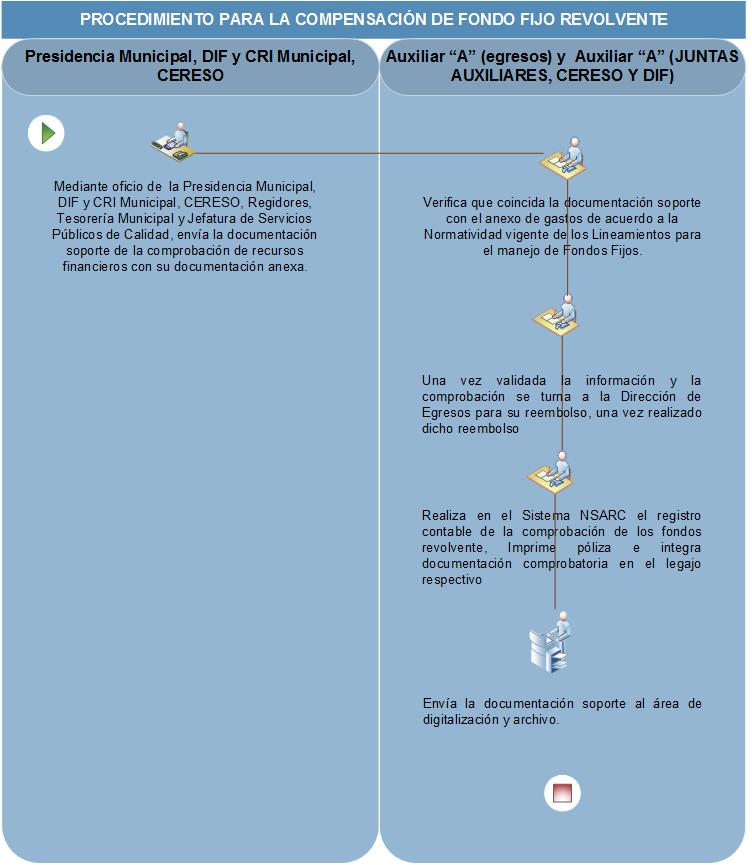 PROCEDIMIENTO PARA LA COMPENSACIÓN DE FONDO FIJO REVOLVENTE
Presidencia Municipal, DIF y CRI Municipal,
CERESO
Auxiliar “A” (egresos) y Auxiliar “A” (JUNTAS
AUXILIARES, CERESO Y DIF)
Mediante oficio de la Presidencia Municipal,
DIF y CRI Municipal, CERESO, Regidores,
Tesorería Municipal y Jefatura de Servicios
Públicos de Calidad, envía la documentación
soporte de la comprobación de recursos
financieros con su documentación anexa.
Verifica que coincida la documentación soporte
con el anexo de gastos de acuerdo a la
Normatividad vigente de los Lineamientos para
el manejo de Fondos Fijos.
Una vez validada la información y la
comprobación se turna a la Dirección de
Egresos para su reembolso, una vez realizado
dicho reembolso
Realiza en el Sistema NSARC el registro
contable de la comprobación de los fondos
revolvente, Imprime póliza e integra
documentación comprobatoria en el legajo
respectivo
Envía la documentación soporte al área de
digitalización y archivo.